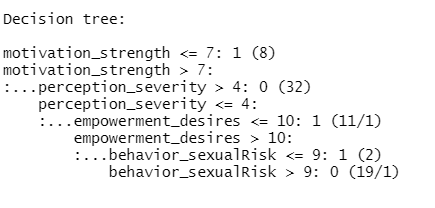 Decision tree:
motivation_strength <= 7: 1 (8)
motivation_strength > 7:
:...perception_severity > 4: 0 (32)
    perception_severity <= 4:
    :...empowerment_desires <= 10: 1 (11/1)
        empowerment_desires > 10:
        :...behavior_sexualRisk <= 9: 1 (2)
            behavior_sexualRisk > 9: 0 (19/1)